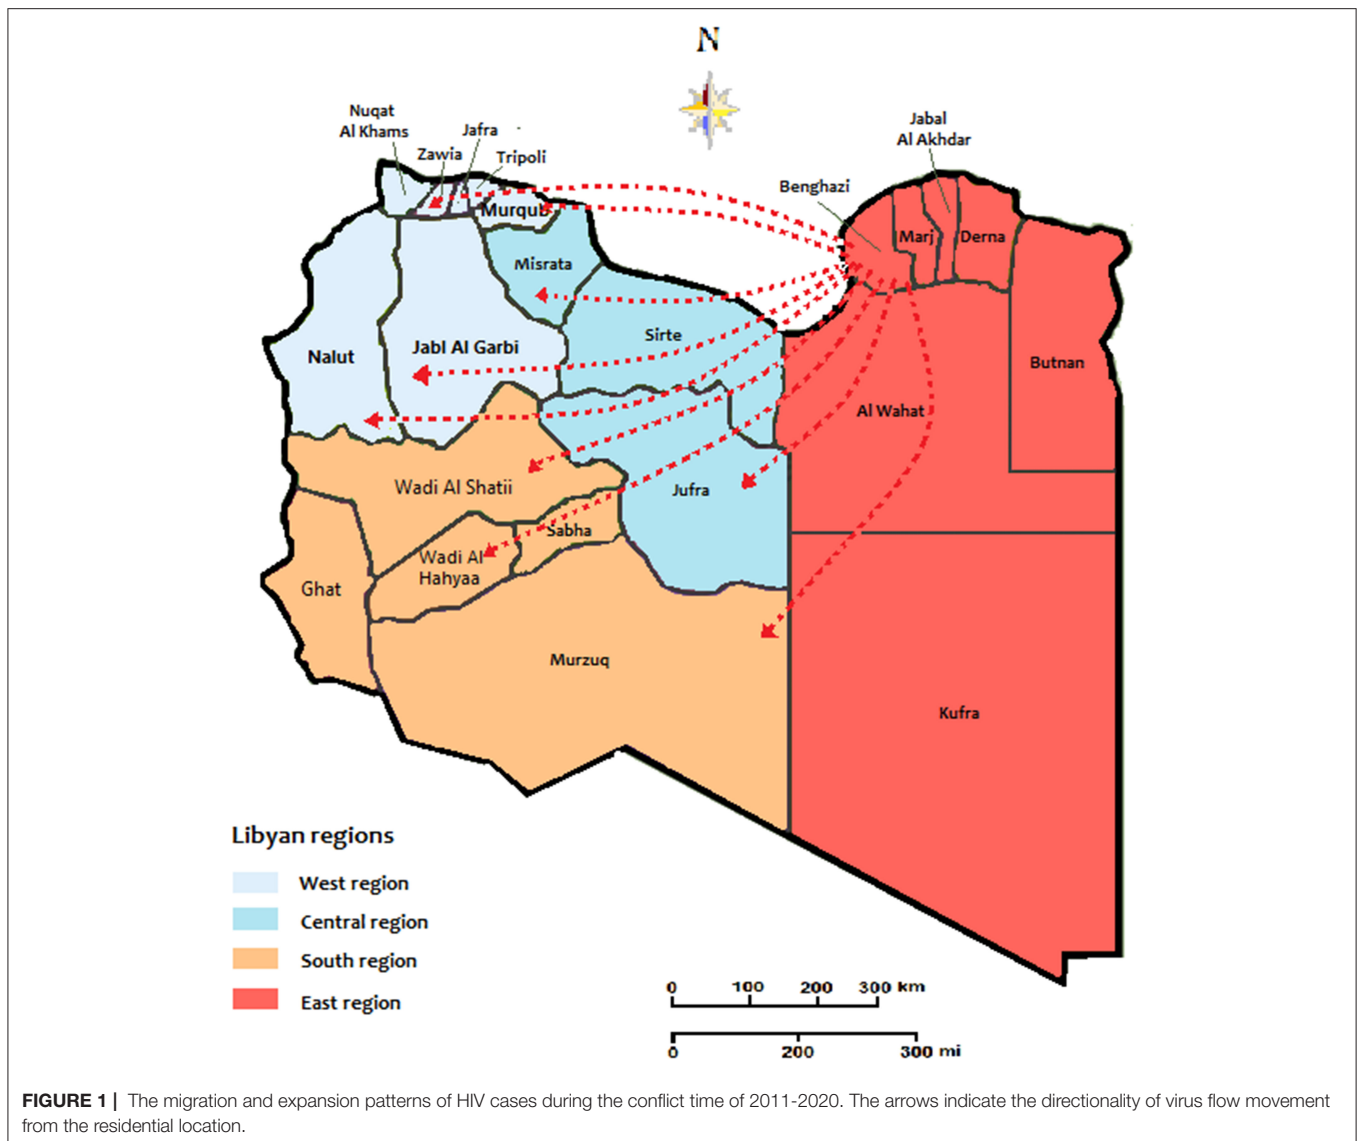 N
Nuqat
Al Khams
Jafra
Zawia
Tripoli
Jabal
Al Akhdar
Benghazi
Murqub
Marj
Derna
Misrata
Sirte
Nalut
Jabl Al Garbi
Butnan
Al Wahat
Wadi Al Shatii
Jufra
Sabha
Wadi Al
Hahyaa
Ghat
Murzuq
Kufra
Libyan regions
West region
Central region
South region
East region
0 100 200 300 km
0 200 300 mi
FIGURE 1 | The migration and expansion patterns of HIV cases during the conflict time of 2011-2020. The arrows indicate the directionality of virus flow movement
from the residential location.